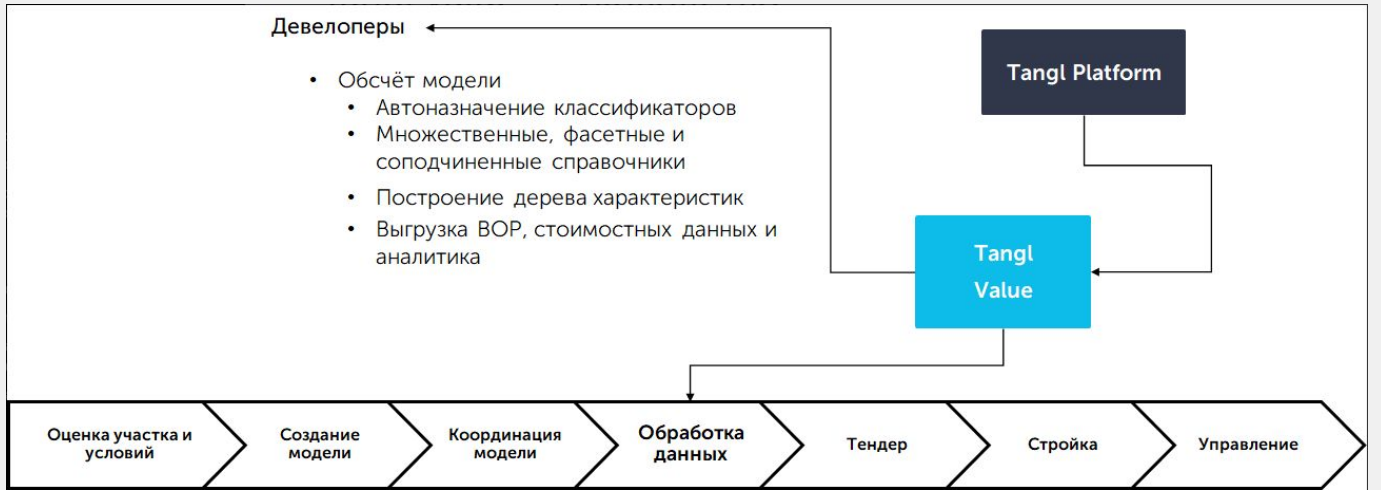 Девелоперы
• Обсчёт модели
• Автоназначение классификаторов
• Множественные, фасетные и
соподчиненные справочники
• Построение дерева характеристик
• Выгрузка ВОР, стоимостных данных и
аналитика
Tangl Platform
Tangl
Value
Оценка участка и
условий
Создание
модели
Координация
модели
Обработка
данных
Тендер
Стройка
Управление